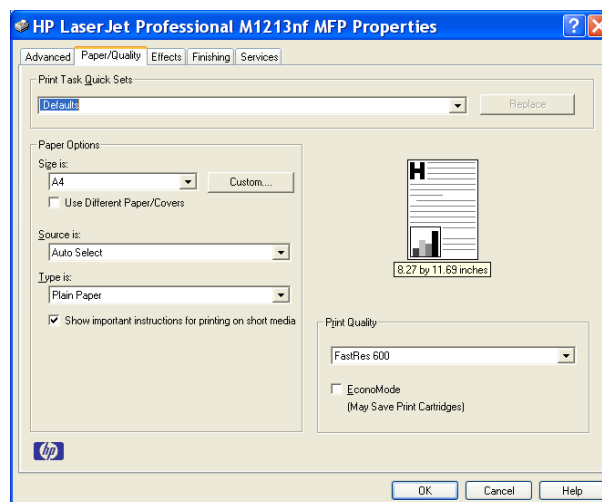 HP LaserJet Professional M1213nf MFP Properties
Advanced Paper/Quality Effects Finishing Services
Print Task Quick Sets
Defaults
Replace
Paper Options
Size is:
A4
Custom....
Use Different Paper/Covers
Source is:
Auto Select
Type is:
Plain Paper
Show important instructions for printing on short media
H
8.27 by 11.69 inches
Print Quality
FastRes 600
EconoMode
(May Save Print Cartridges)
hp
OK Cancel Help